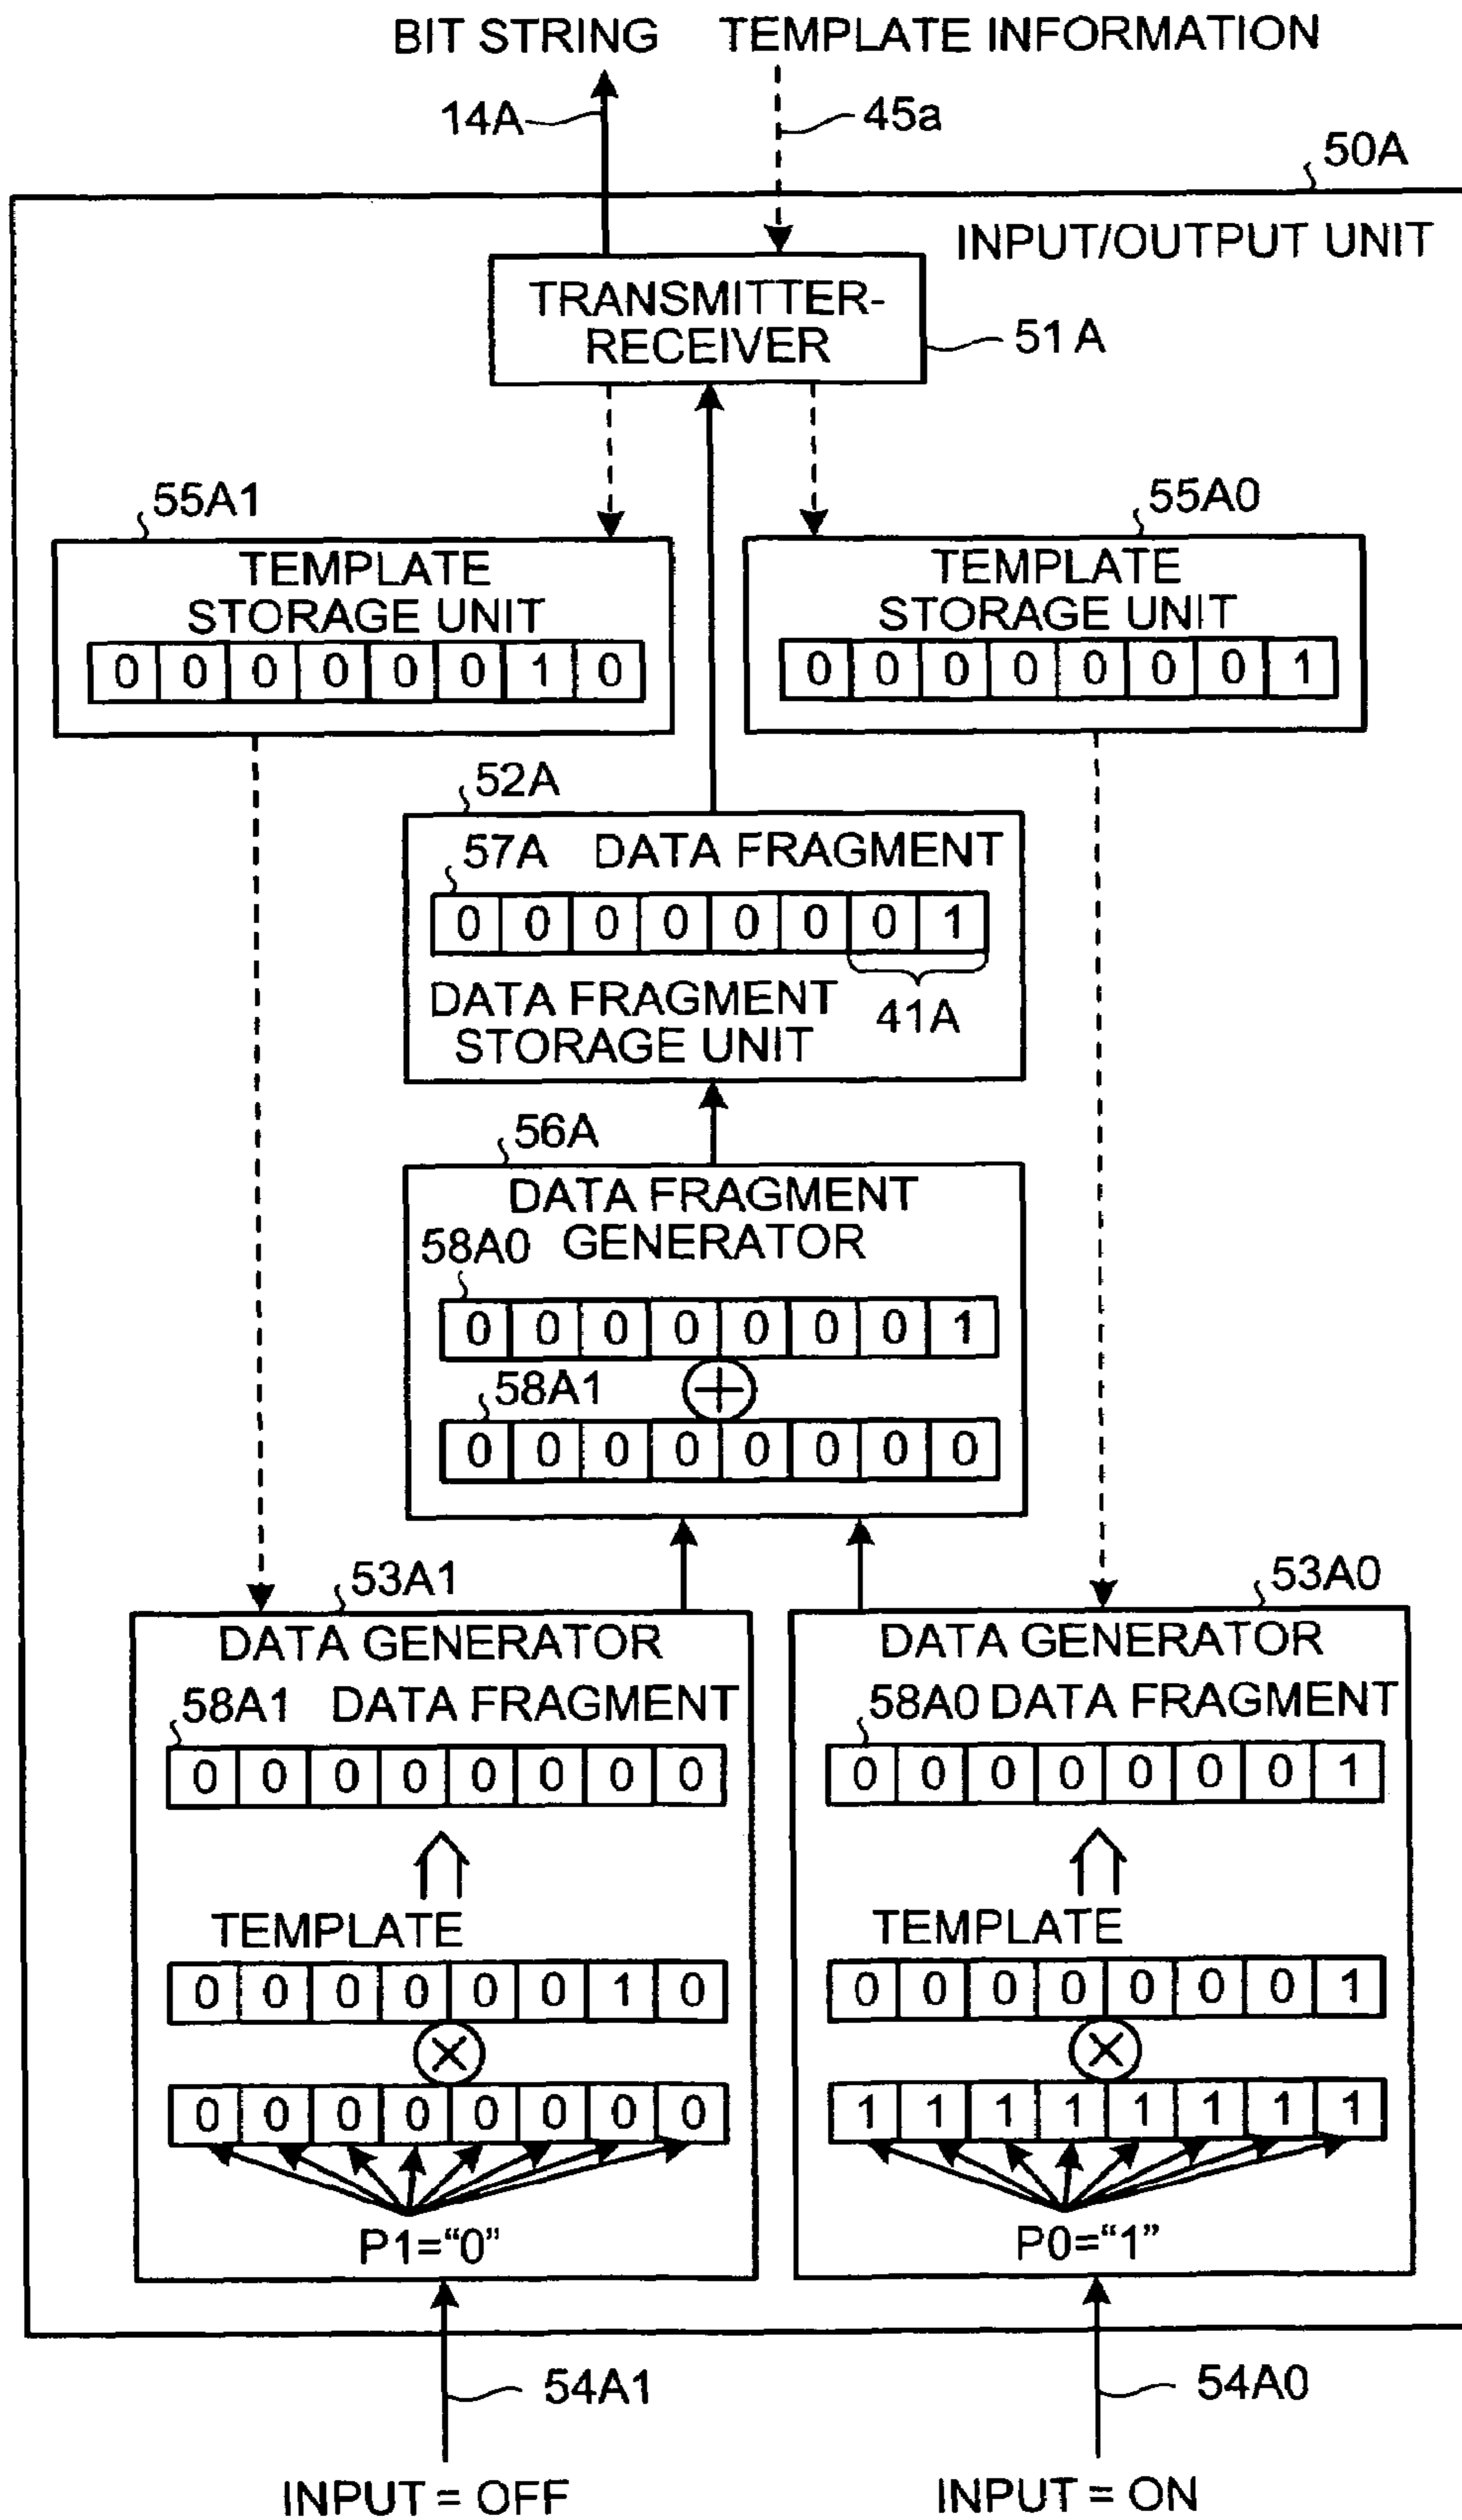 BIT STRING TEMPLATE INFORMATION
14A 45a
50A
INPUT/OUTPUT UNIT
TRANSMITTER-
RECEIVER
51A
55A1
TEMPLATE
STORAGE UNIT
0 0 0 0 0 0 1 0
55A0
TEMPLATE
STORAGE UNIT
0 0 0 0 0 0 0 1
52A
57A DATA FRAGMENT
0 0 0 0 0 0 0 1
DATA FRAGMENT
STORAGE UNIT
41A
56A
DATA FRAGMENT
GENERATOR
58A0
0 0 0 0 0 0 0 1
58A1
0 0 0 0 0 0 0 0
53A1
DATA GENERATOR
58A1 DATA FRAGMENT
0 0 0 0 0 0 0 0
TEMPLATE
0 0 0 0 0 0 1 0
0 0 0 0 0 0 0 0
P1=“0”
53A0
DATA GENERATOR
58A0 DATA FRAGMENT
0 0 0 0 0 0 0 1
TEMPLATE
0 0 0 0 0 0 0 1
1 1 1 1 1 1 1 1
P0=“1”
54A1
INPUT = OFF
54A0
INPUT = ON